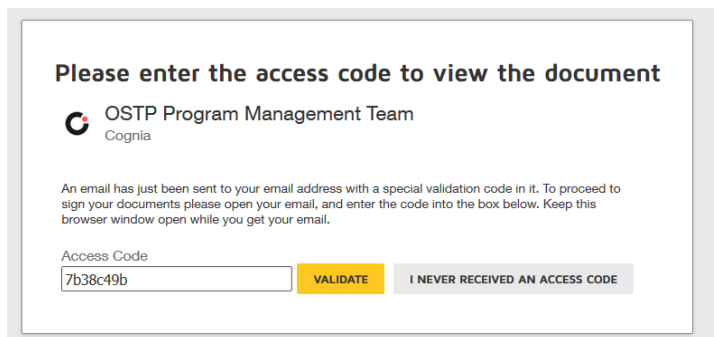 Please enter the access code to view the document
OSTP Program Management Team
Cognia
An email has just been sent to your email address with a special validation code in it. To proceed to
sign your documents please open your email, and enter the code into the box below. Keep this
browser window open while you get your email.
Access Code
7b38c49b
VALIDATE
I NEVER RECEIVED AN ACCESS CODE